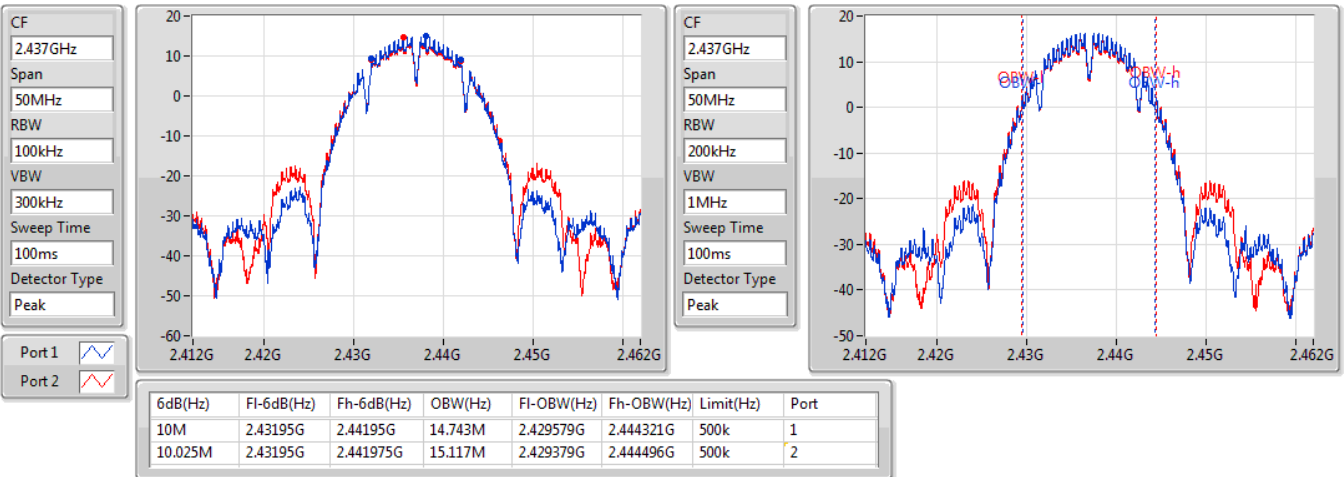 CF
2.437GHz
Span
50MHz
RBW
100kHz
VBW
300kHz
Sweep Time
100ms
Detector Type
Peak
Port 1
Port 2
20
10
0
-10
-20
-30
-40
-50
-60
2.412G 2.42G 2.43G 2.44G 2.45G 2.462G
CF
2.437GHz
Span
50MHz
RBW
200kHz
VBW
1MHz
Sweep Time
100ms
Detector Type
Peak
20
10
0
-10
-20
-30
-40
-50
OBW-h
OBW-h
2.412G 2.42G 2.43G 2.44G 2.45G 2.462G
6dB(Hz) Fl-6dB(Hz) Fh-6dB(Hz) OBW(Hz) Fl-OBW(Hz) Fh-OBW(Hz) Limit(Hz) Port
10M 2.43195G 2.44195G 14.743M 2.429579G 2.444321G 500k 1
10.025M 2.43195G 2.441975G 15.117M 2.429379G 2.444496G 500k 2